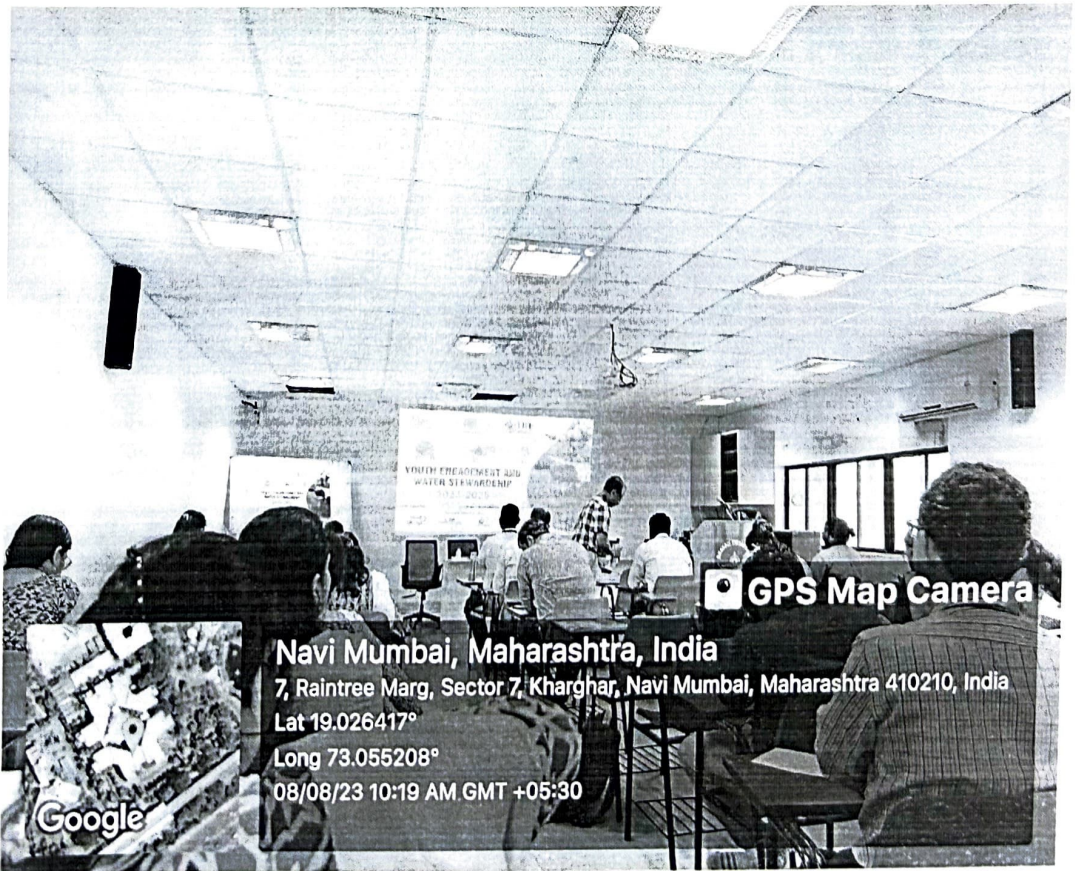 YOUTH ENGAGEMENT AND
WATER STEWARDSHIP
GPS Map Camera
Navi Mumbai, Maharashtra, India
7, Raintree Marg, Sector 7, Kharghar, Navi Mumbai, Maharashtra 410210, India
Lat 19.026417°
Long 73.055208°
08/08/23 10:19 AM GMT +05:30
Google